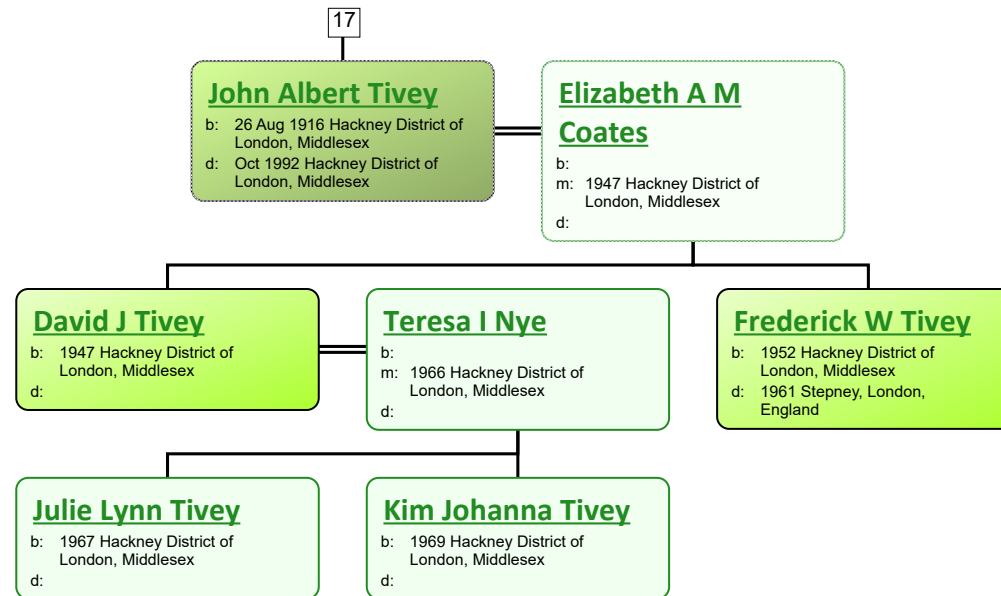 17
John Albert Tivey
b: 26 Aug 1916 Hackney District of
London, Middlesex
d: Oct 1992 Hackney District of
London, Middlesex
Elizabeth A M
Coates
b:
m: 1947 Hackney District of
London, Middlesex
d:
David J Tivey
b: 1947 Hackney District of
London, Middlesex
d:
Teresa I Nye
b:
m: 1966 Hackney District of
London, Middlesex
d:
Frederick W Tivey
b: 1952 Hackney District of
London, Middlesex
d: 1961 Stepney, London,
England
Julie Lynn Tivey
b: 1967 Hackney District of
London, Middlesex
d:
Kim Johanna Tivey
b: 1969 Hackney District of
London, Middlesex
d: